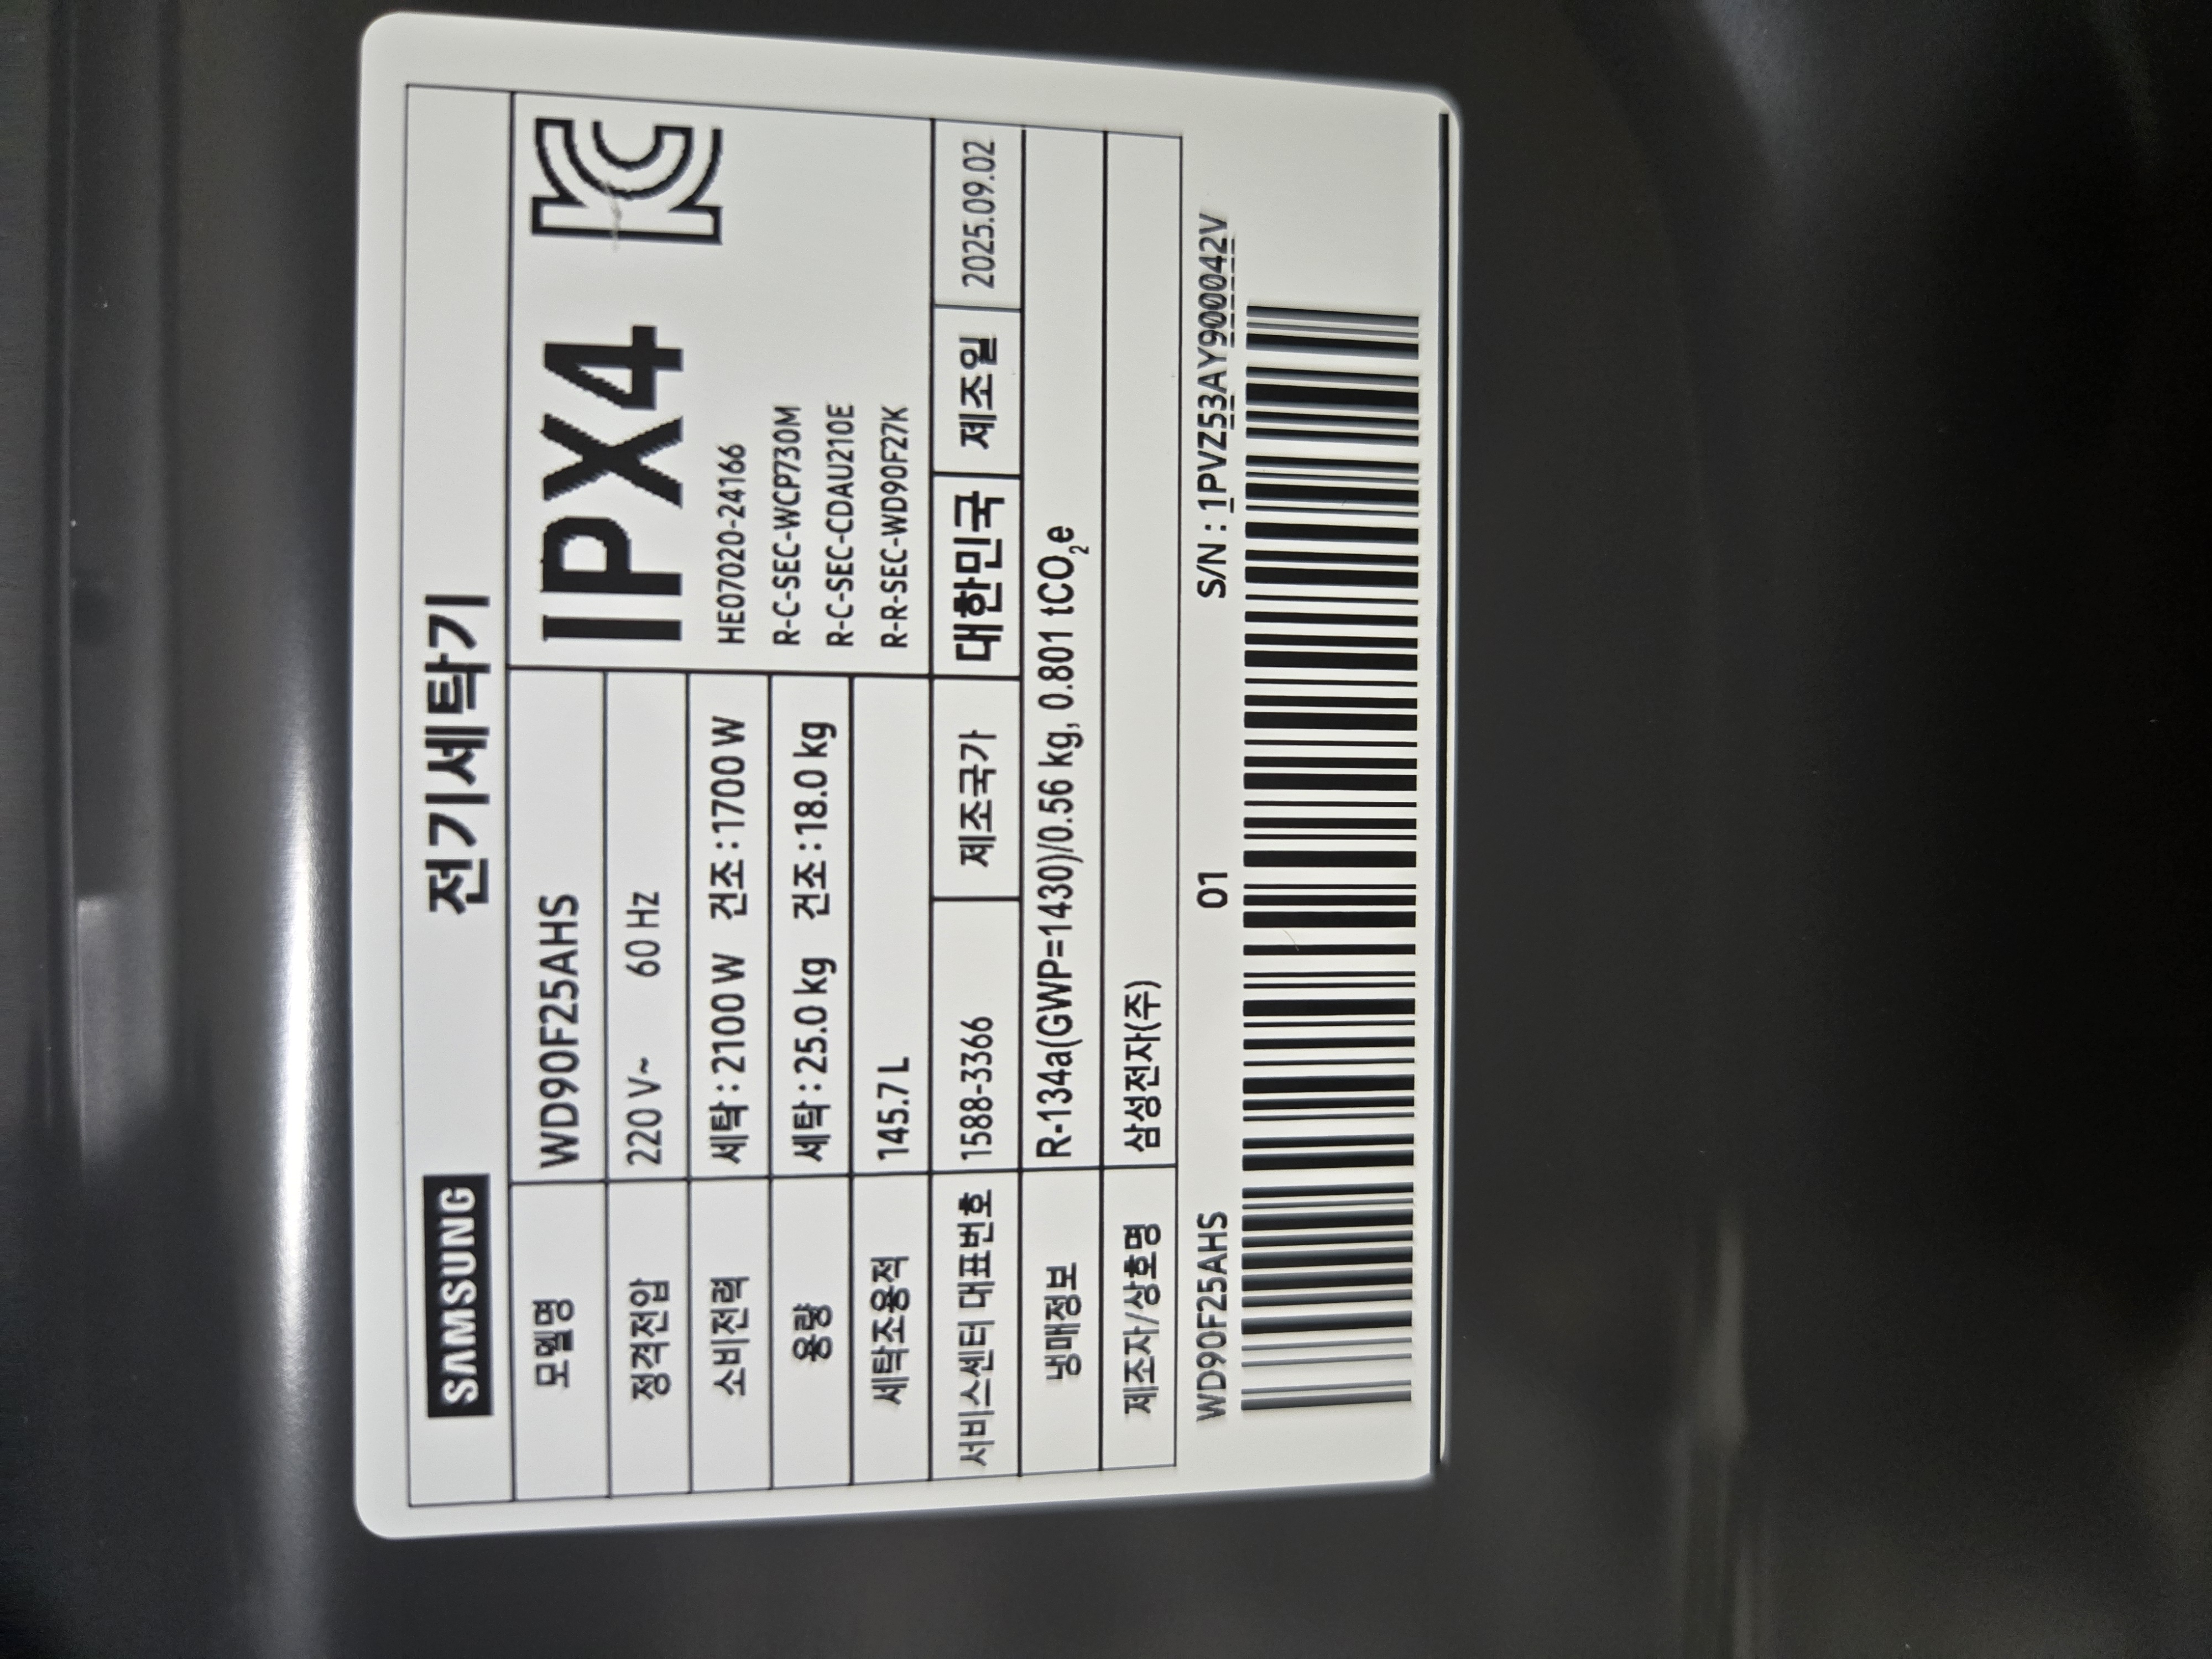 SAMSUNG 전기세탁기
모델명 WD90F25AHS
정격전압 220 V~ 60 Hz
소비전력 세탁 : 2100 W 건조 : 1700 W
용량 세탁 : 25.0 kg 건조 : 18.0 kg
세탁조용적 145.7 L
IPX4
HE07020-24166
R-C-SEC-WCP730M
R-C-SEC-CDAU210E
R-R-SEC-WD90F27K
서비스센터 대표번호 1588-3366 제조국가 대한민국 제조일 2025.09.02
냉매정보 R-134a(GWP=1430)/0.56 kg, 0.801 tCO₂e
제조자/상호명 삼성전자(주)
WD90F25AHS 01 S/N : 1PVZ53AY900042V